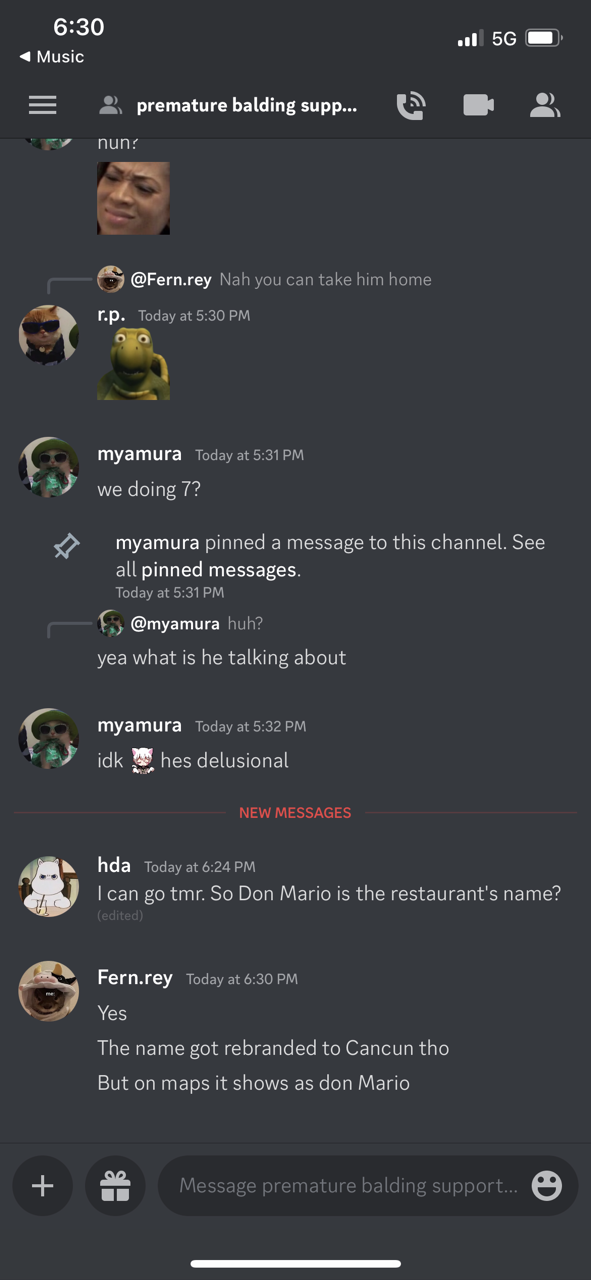 6:30
5G
◀ Music
premature balding supp...
huh?
@Fern.rey Nah you can take him home
r.p. Today at 5:30 PM
myamura Today at 5:31 PM
we doing 7?
myamura pinned a message to this channel. See
all pinned messages.
Today at 5:31 PM
@myamura huh?
yea what is he talking about
myamura Today at 5:32 PM
idk hes delusional
NEW MESSAGES
hda Today at 6:24 PM
I can go tmr. So Don Mario is the restaurant's name?
(edited)
Fern.rey Today at 6:30 PM
Yes
The name got rebranded to Cancun tho
But on maps it shows as don Mario
Message premature balding support...